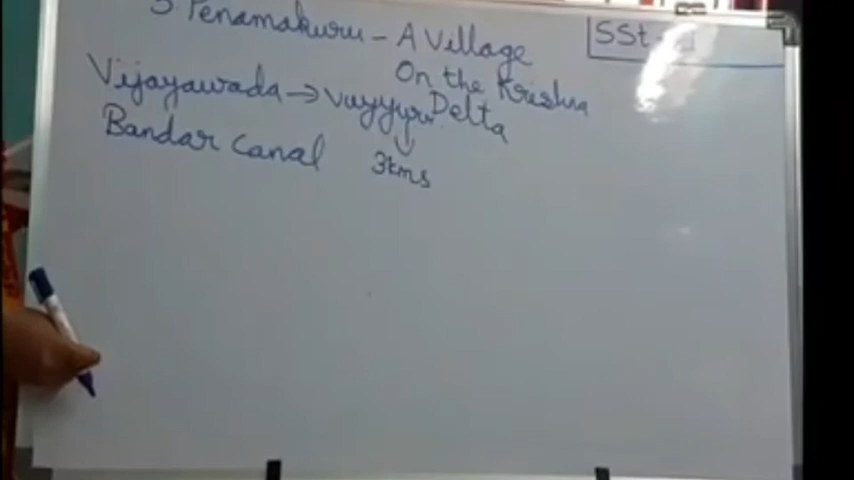 5 Penamakuru - A Village
On the Krishna
Delta
SSt -
Vijayawada → Vuyyuru
Bandar canal
3kms